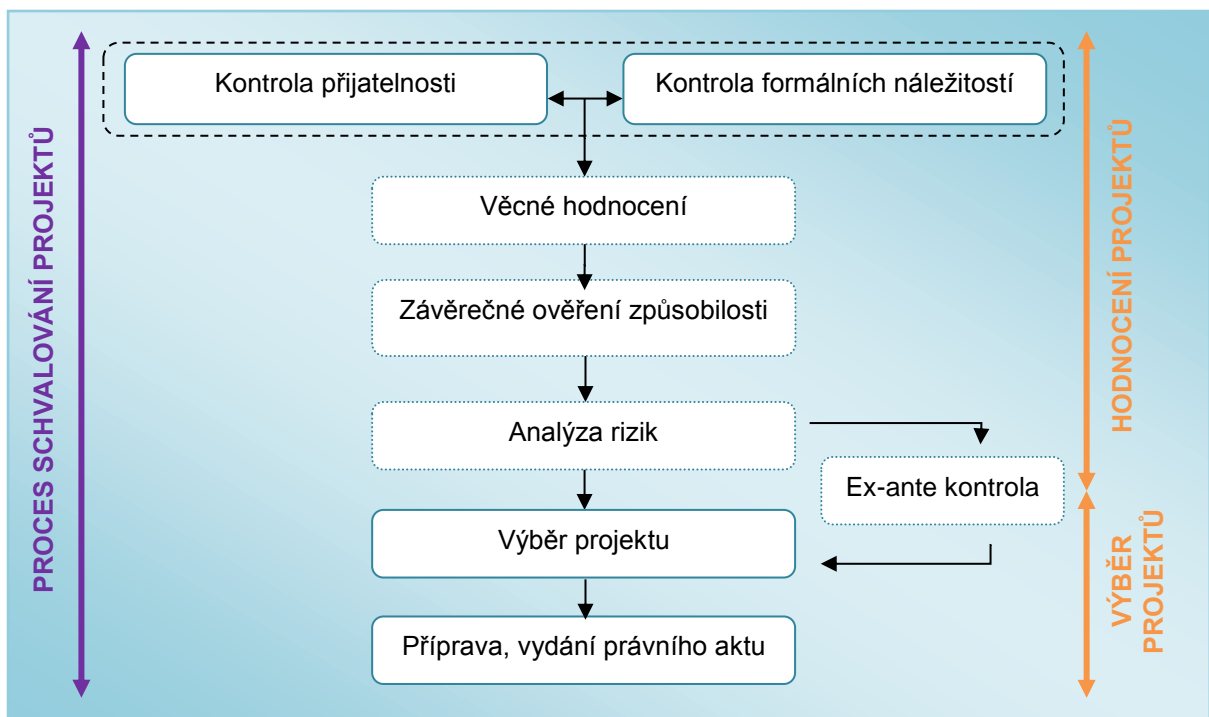 PROCES SCHVALOVÁNÍ PROJEKTŮ
Kontrola přijatelnosti
Kontrola formálních náležitostí
Věcné hodnocení
Závěrečné ověření způsobilosti
Analýza rizik
Ex-ante kontrola
Výběr projektu
Příprava, vydání právního aktu
HODNOCENÍ PROJEKTŮ
VÝBĚR
PROJEKTŮ